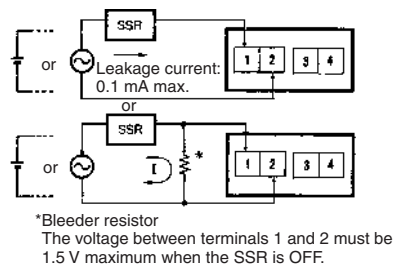 SSR
or
Leakage current:
0.1 mA max.
1 2 3 4
or
SSR
or
I
*
1 2 3 4
*Bleeder resistor
The voltage between terminals 1 and 2 must be
1.5 V maximum when the SSR is OFF.